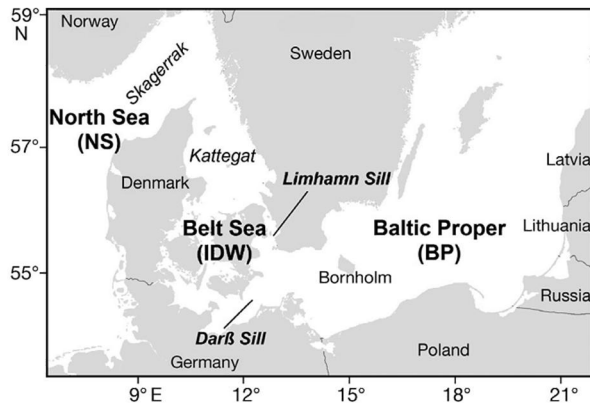 59°
N
Norway
Sweden
Skagerrak
North Sea
(NS)
57°
Kattegat
Latvia
Denmark
Limhamn Sill
Belt Sea
(IDW)
Baltic Proper
(BP)
Lithuania
55°
Bornholm
Russia
Darß Sill
Germany
Poland
9° E
12°
15°
18°
21°